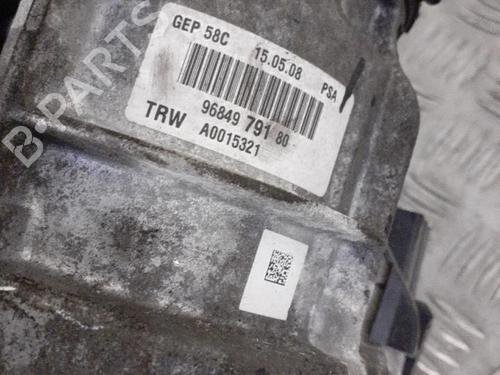 GEP 58C 15.05.08 PSA
96849 791 80
TRW A0015321
B-PARTS